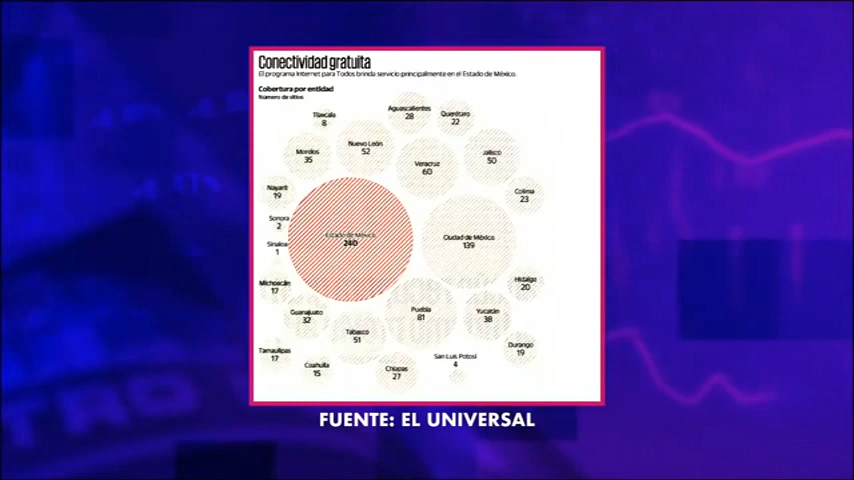 Conectividad gratuita
El programa Internet para Todos brinda servicio principalmente en el Estado de México.
Cobertura por entidad
Número de sitios
Aguascalientes
28
Querétaro
22
Tlaxcala
8
Nuevo León
52
Morelos
35
Veracruz
60
Jalisco
50
Nayarit
19
Colima
23
Sonora
2
Estado de México
240
Ciudad de México
139
Sinaloa
1
Michoacán
17
Hidalgo
20
Guanajuato
32
Puebla
81
Yucatán
38
Tabasco
51
Tamaulipas
17
Durango
19
Coahuila
15
Chiapas
27
San Luis Potosí
4
TRO
FUENTE: EL UNIVERSAL